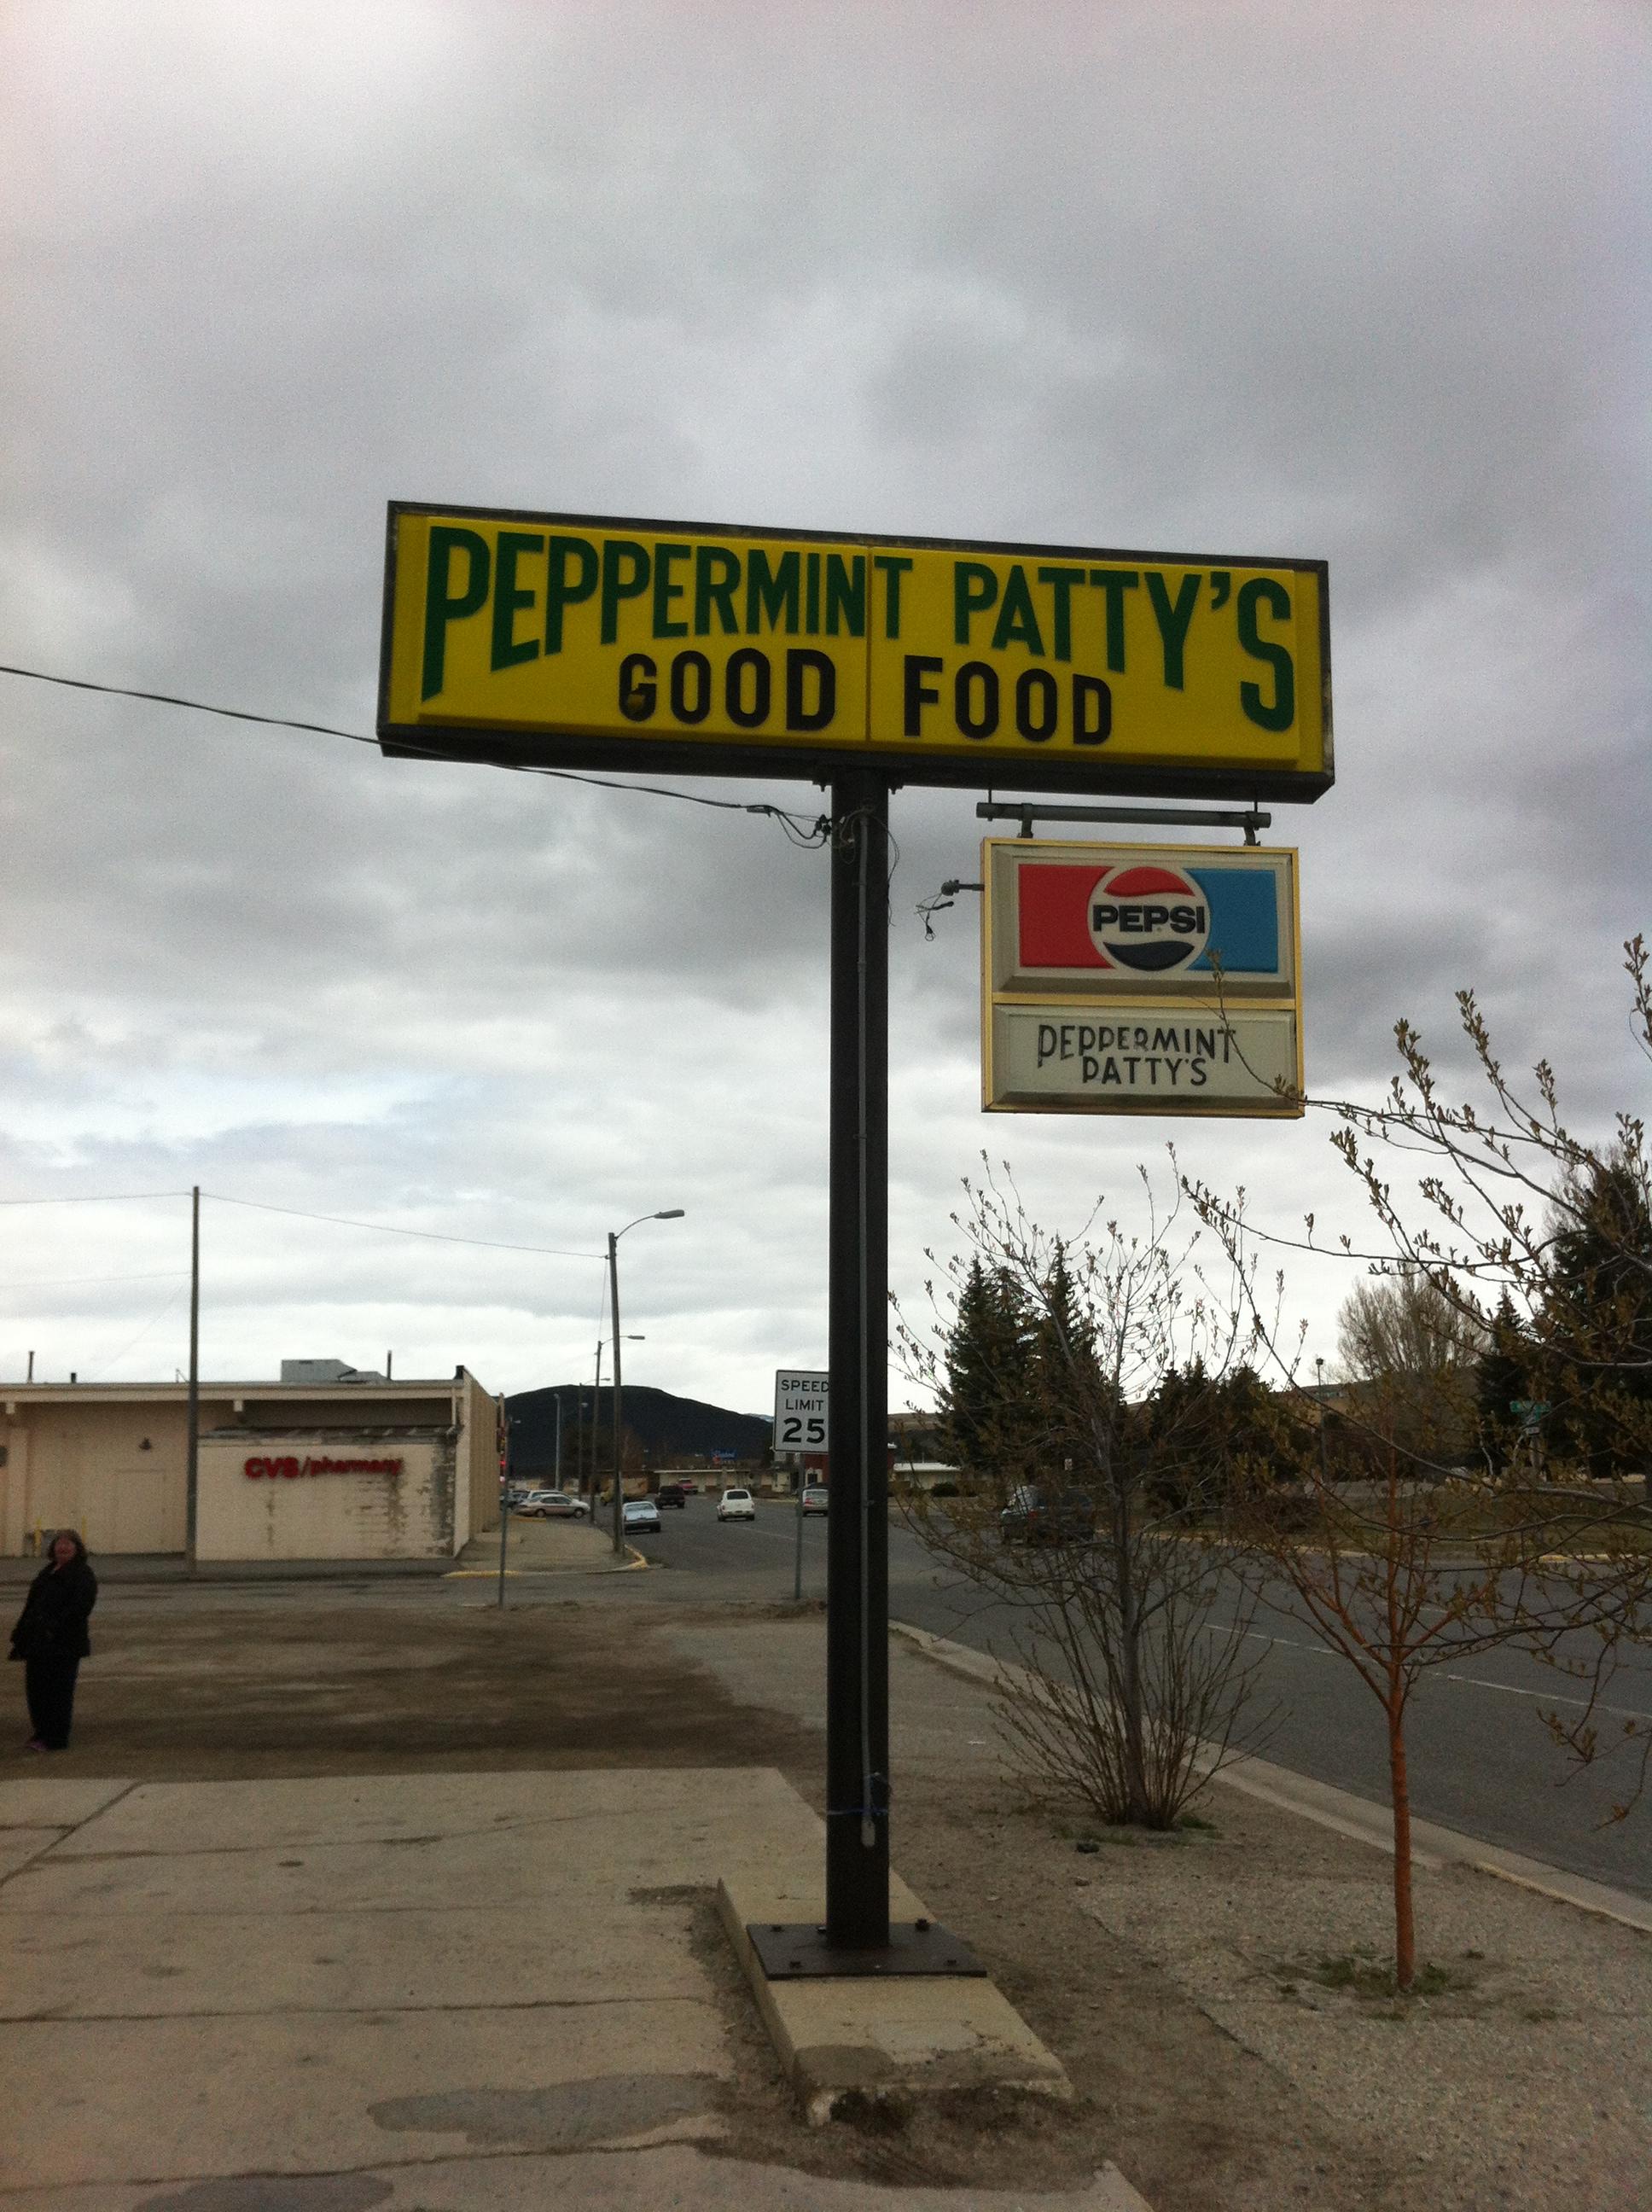 PEPPERMINT PATTY'S
GOOD FOOD
PEPSI
PEPPERMINT
PATTY'S
SPEED
LIMIT
25
CVS/pharmacy